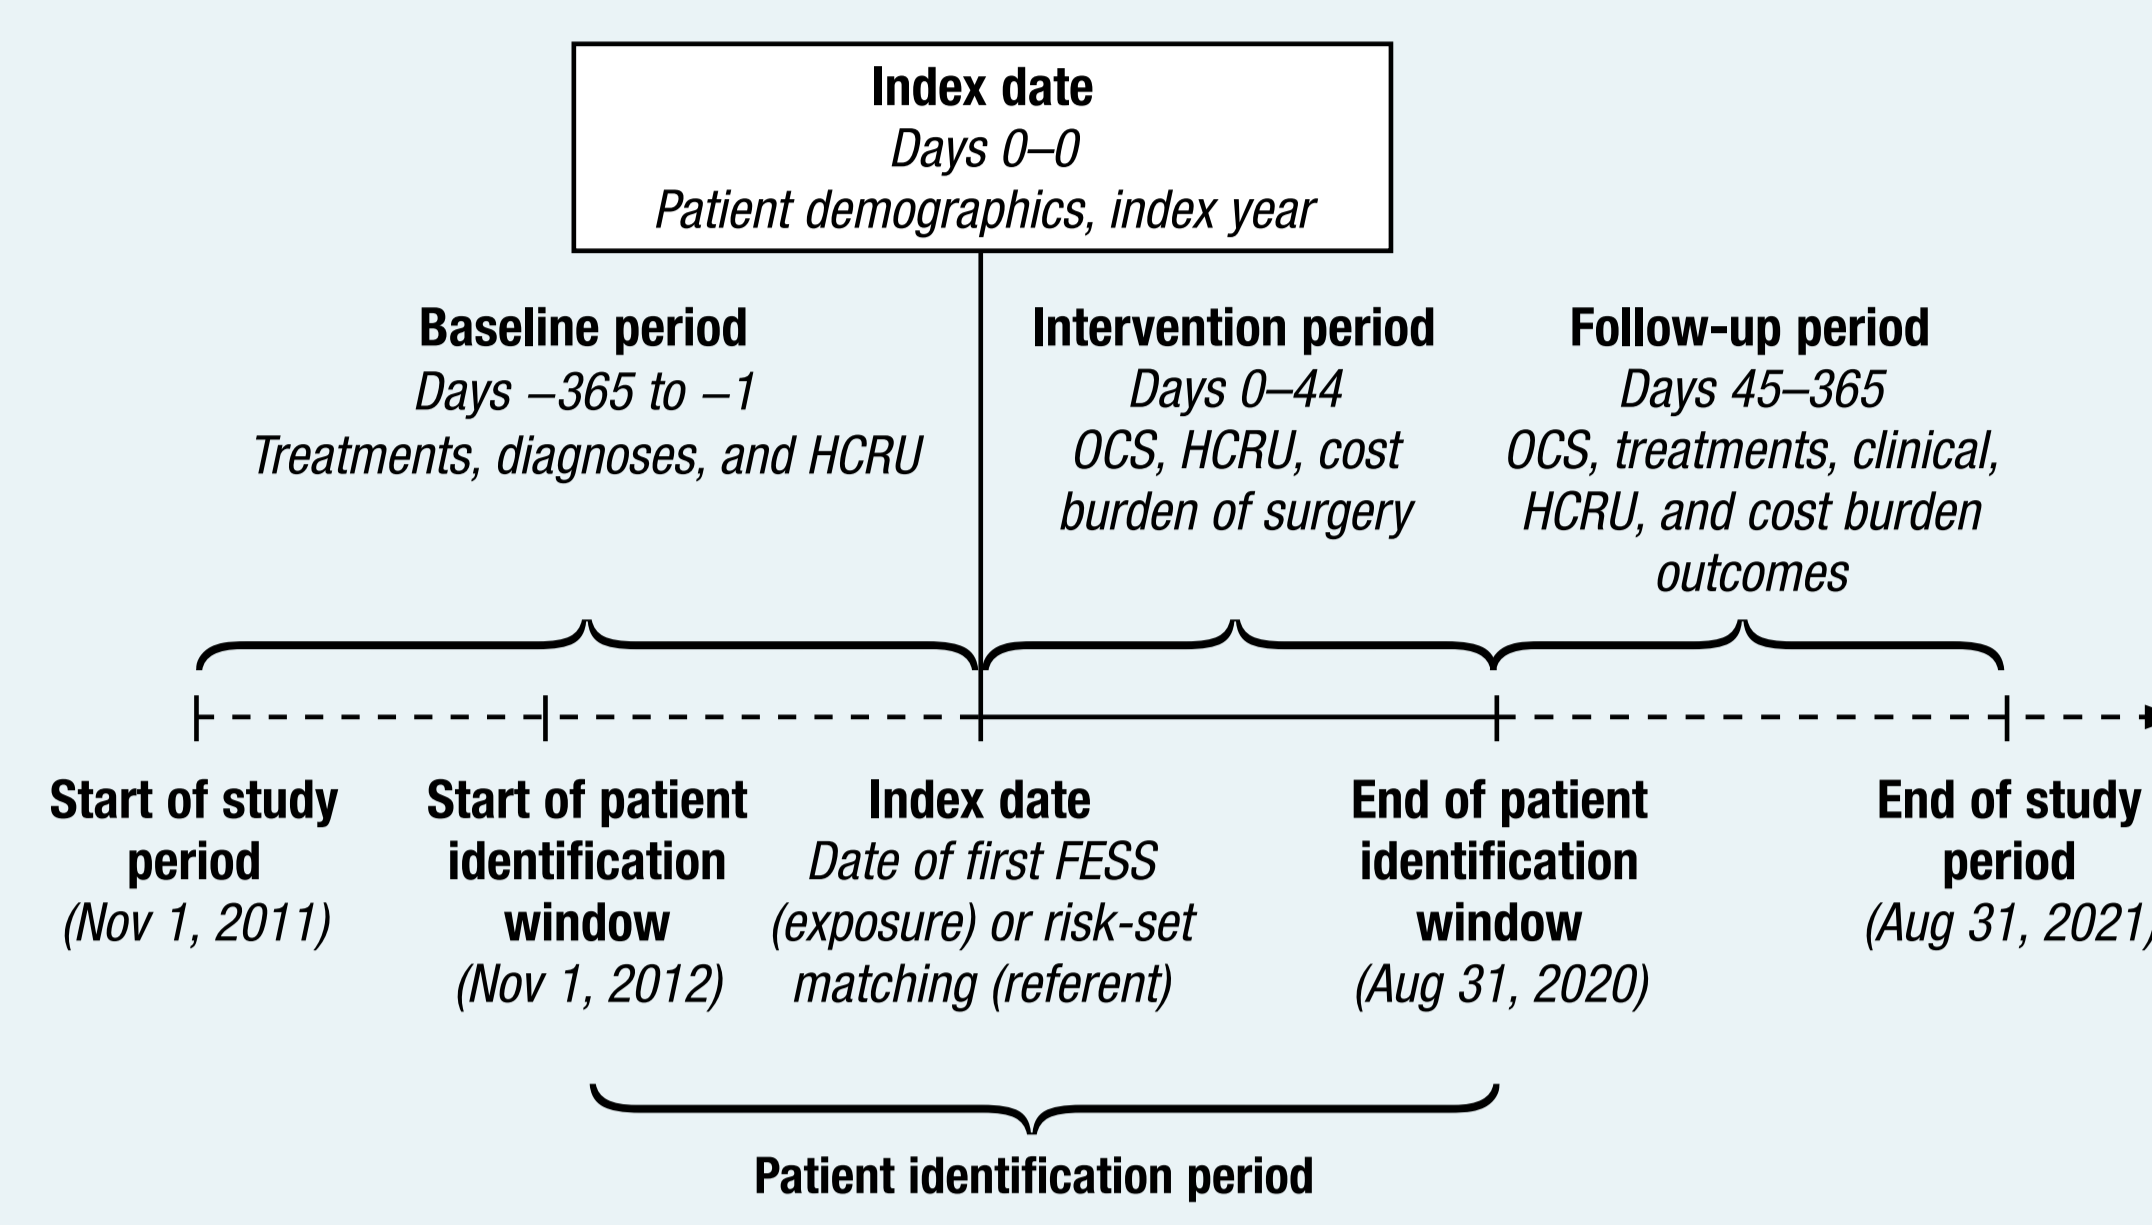 Index date
Days 0–0
Patient demographics, index year
Baseline period
Days –365 to –1
Treatments, diagnoses, and HCRU
Intervention period
Days 0–44
OCS, HCRU, cost
burden of surgery
Follow-up period
Days 45–365
OCS, treatments, clinical,
HCRU, and cost burden
outcomes
Start of study
period
(Nov 1, 2011)
Start of patient
identification
window
(Nov 1, 2012)
Index date
Date of first FESS
(exposure) or risk-set
matching (referent)
End of patient
identification
window
(Aug 31, 2020)
End of study
period
(Aug 31, 2021)
Patient identification period